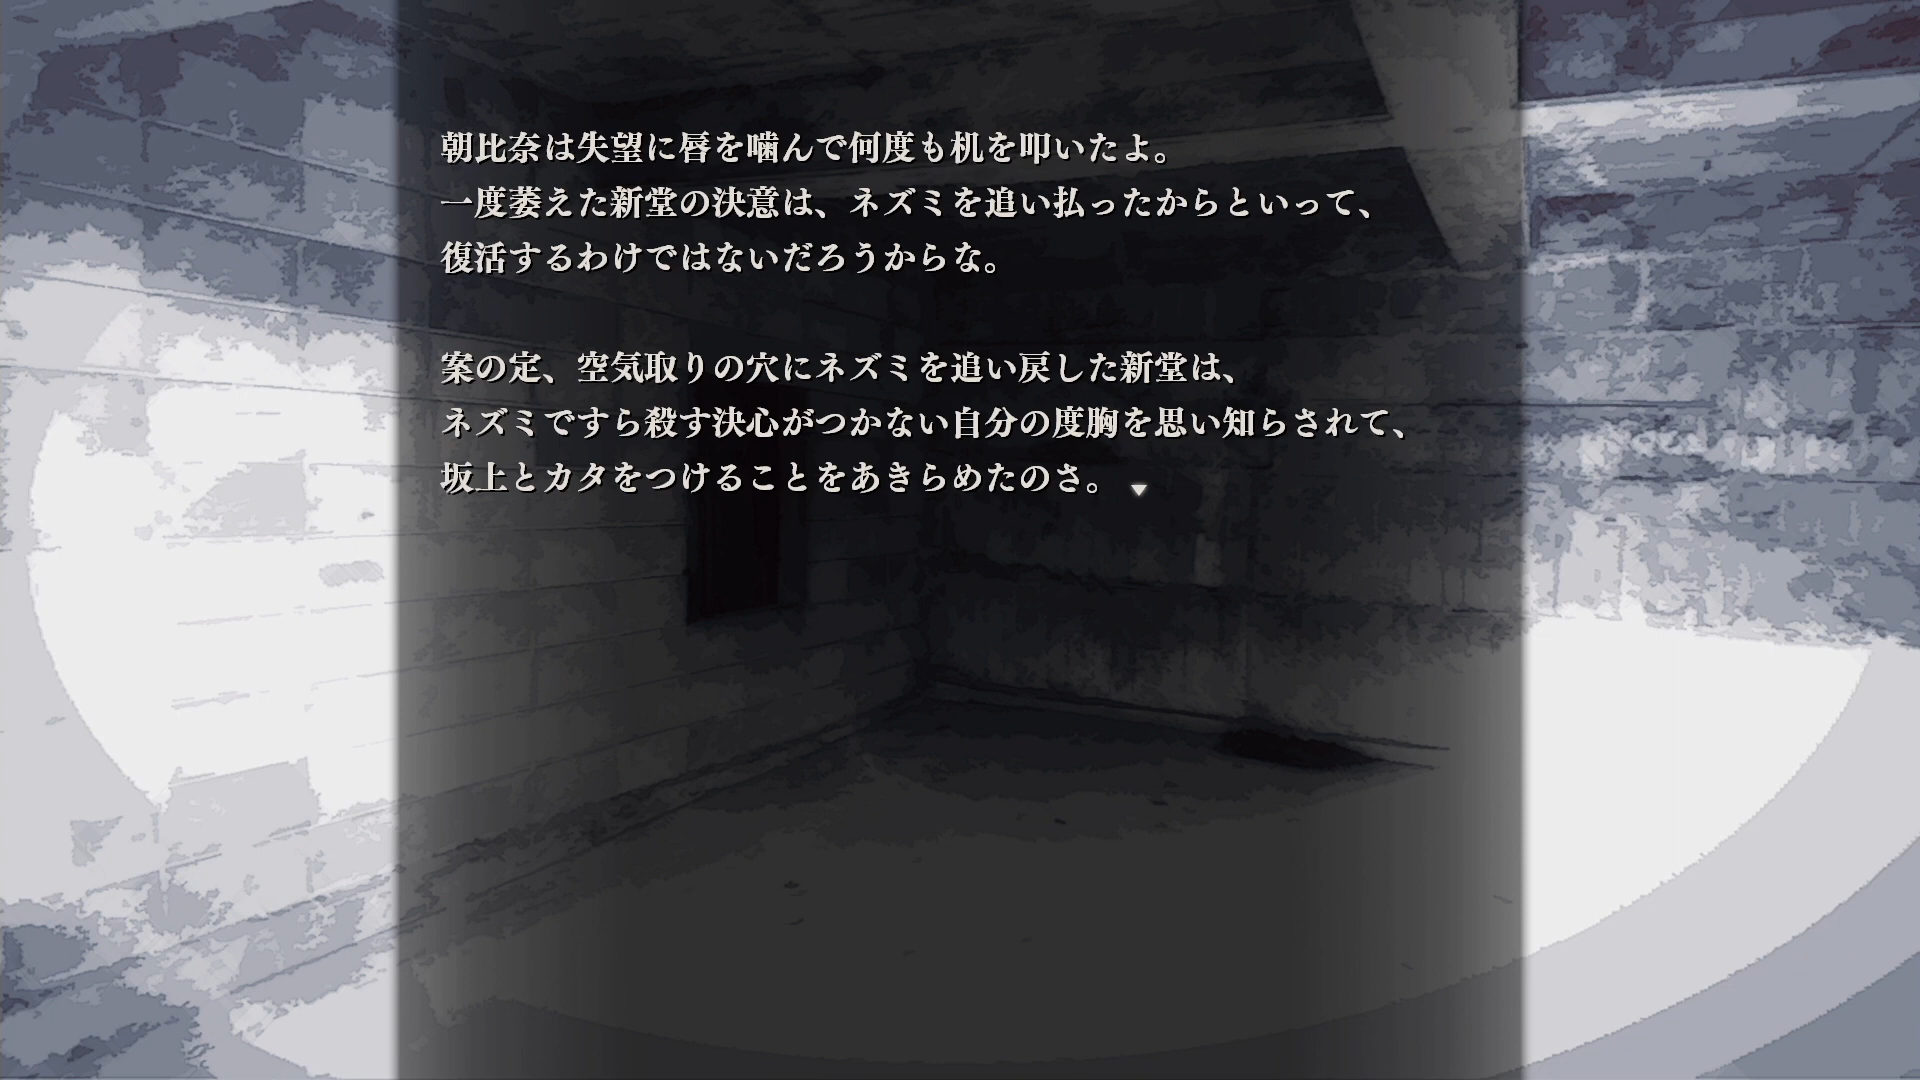 朝比奈は失望に唇を噛んで何度も机を叩いたよ。
一度萎えた新堂の決意は、ネズミを追い払ったからといって、
復活するわけではないだろうからな。
案の定、空気取りの穴にネズミを追い戻した新堂は、
ネズミですら殺す決心がつかない自分の度胸を思い知らされて、
坂上とカタをつけることをあきらめたのさ。